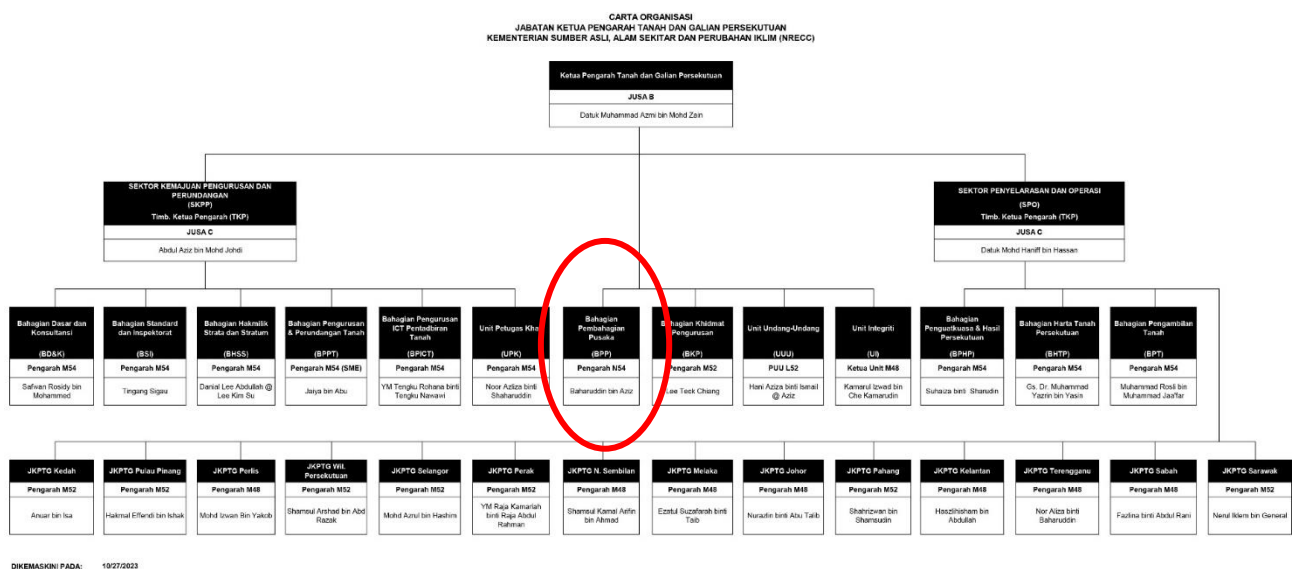 CARTA ORGANISASI
JABATAN KETUA PENGARAH TANAH DAN GALIAN PERSEKUTUAN
KEMENTERIAN SUMBER ASLI, ALAM SEKITAR DAN PERUBAHAN IKLIM (NRECC)
Ketua Pengarah Tanah dan Galian Persekutuan
JUSA B
Datuk Muhammad Azmi bin Mohd Zain
SEKTOR KEMAJUAN PENGURUSAN DAN
PERUNDANGAN
(SKPP)
Timb. Ketua Pengarah (TKP)
JUSA C
Abdul Aziz bin Mohd Johdi
SEKTOR PENYELARASAN DAN OPERASI
(SPO)
Timb. Ketua Pengarah (TKP)
JUSA C
Datuk Mohd Haniff bin Hassan
Bahagian Dasar dan
Konsultansi
(BD&K)
Pengarah M54
Safwan Rosidy bin
Mohammed
Bahagian Standard
dan Inspektorat
(BSI)
Pengarah M54
Tingang Sigau
Bahagian Hakmilik
Strata dan Stratum
(BHSS)
Pengarah M54
Danial Lee Abdullah @
Lee Kim Su
Bahagian Pengurusan
& Perundangan Tanah
(BPPT)
Pengarah M54 (SME)
Jaiya bin Abu
Bahagian Pengurusan
ICT Pentadbiran
Tanah
(BPICT)
Pengarah M54
YM Tengku Rohana binti
Tengku Nawawi
Unit Petugas Kha
(UPK)
Pengarah M54
Noor Azliza binti
Shaharuddin
Bahagian
Pembahagian
Pusaka
(BPP)
Pengarah N54
Baharuddin bin Aziz
Bahagian Khidmat
Pengurusan
(BKP)
Pengarah M52
Lee Teck Chiang
Unit Undang-Undang
(UUU)
PUU L52
Hani Aziza binti Ismail
@ Aziz
Unit Integriti
(UI)
Ketua Unit M48
Kamarul Izwad bin
Che Kamarudin
Bahagian
Penguatkuasa & Hasil
Persekutuan
(BPHP)
Pengarah M54
Suhaiza binti Sharudin
Bahagian Harta Tanah
Persekutuan
(BHTP)
Pengarah M54
Gs. Dr. Muhammad
Yazrin bin Yasin
Bahagian Pengambilan
Tanah
(BPT)
Pengarah M54
Muhammad Rosli bin
Muhammad Jaa'far
JKPTG Kedah
Pengarah M52
Anuar bin Isa
JKPTG Pulau Pinang
Pengarah M52
Hakmal Effendi bin Ishak
JKPTG Perlis
Pengarah M48
Mohd Izwan Bin Yakob
JKPTG Wil.
Persekutuan
Pengarah M52
Shamsul Arshad bin Abd
Razak
JKPTG Selangor
Pengarah M52
Mohd Azrul bin Hashim
JKPTG Perak
Pengarah M52
YM Raja Kamariah
binti Raja Abdul
Rahman
JKPTG N. Sembilan
Pengarah M48
Shamsul Kamal Ariffin
bin Ahmad
JKPTG Melaka
Pengarah M48
Ezatul Suzafarah binti
Taib
JKPTG Johor
Pengarah M48
Nurazlin binti Abu Talib
JKPTG Pahang
Pengarah M48
Shahrizwan bin
Shamsudin
JKPTG Kelantan
Pengarah M48
Haszlihisham bin
Abdullah
JKPTG Terengganu
Pengarah M48
Nor Aliza binti
Baharuddin
JKPTG Sabah
Pengarah M48
Fazlina binti Abdul Rani
JKPTG Sarawak
Pengarah M52
Nerul Iklem bin General
DIKEMASKINI PADA: 10/27/2023